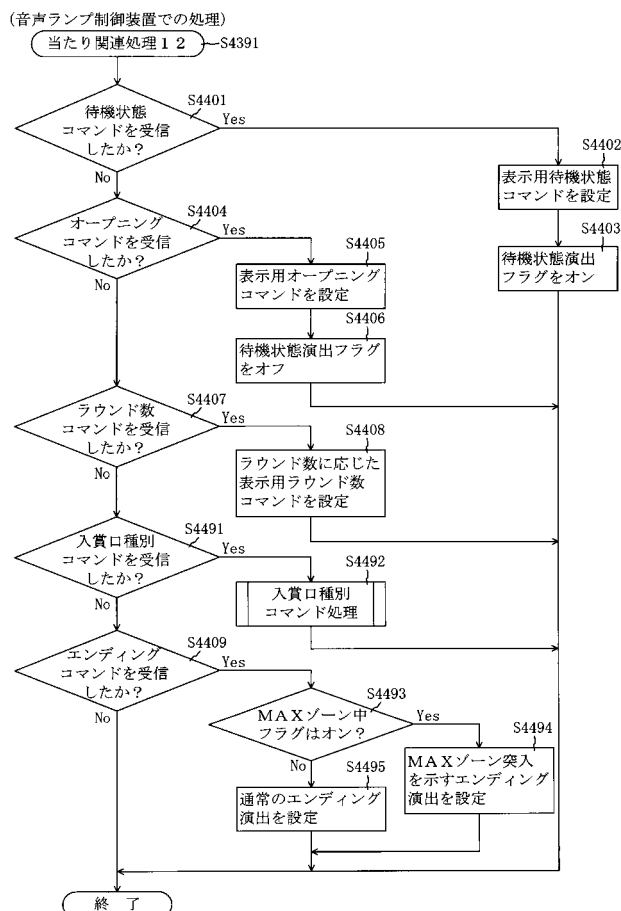 (音声ランプ制御装置での処理)
当たり関連処理12
S4391
S4401
待機状態
コマンドを受信
したか?
Yes
No
S4402
表示用待機状態
コマンドを設定
S4403
待機状態演出
フラグをオン
S4404
オープニング
コマンドを受信
したか?
Yes
No
S4405
表示用オープニング
コマンドを設定
S4406
待機状態演出フラグ
をオフ
S4407
ラウンド数
コマンドを受信
したか?
Yes
No
S4408
ラウンド数に応じた
表示用ラウンド数
コマンドを設定
S4491
入賞口種別
コマンドを受信
したか?
Yes
No
S4492
入賞口種別
コマンド処理
S4409
エンディング
コマンドを受信
したか?
Yes
No
S4493
MAXゾーン中
フラグはオン?
Yes
No
S4494
MAXゾーン突入
を示すエンディング
演出を設定
S4495
通常のエンディング
演出を設定
終 了